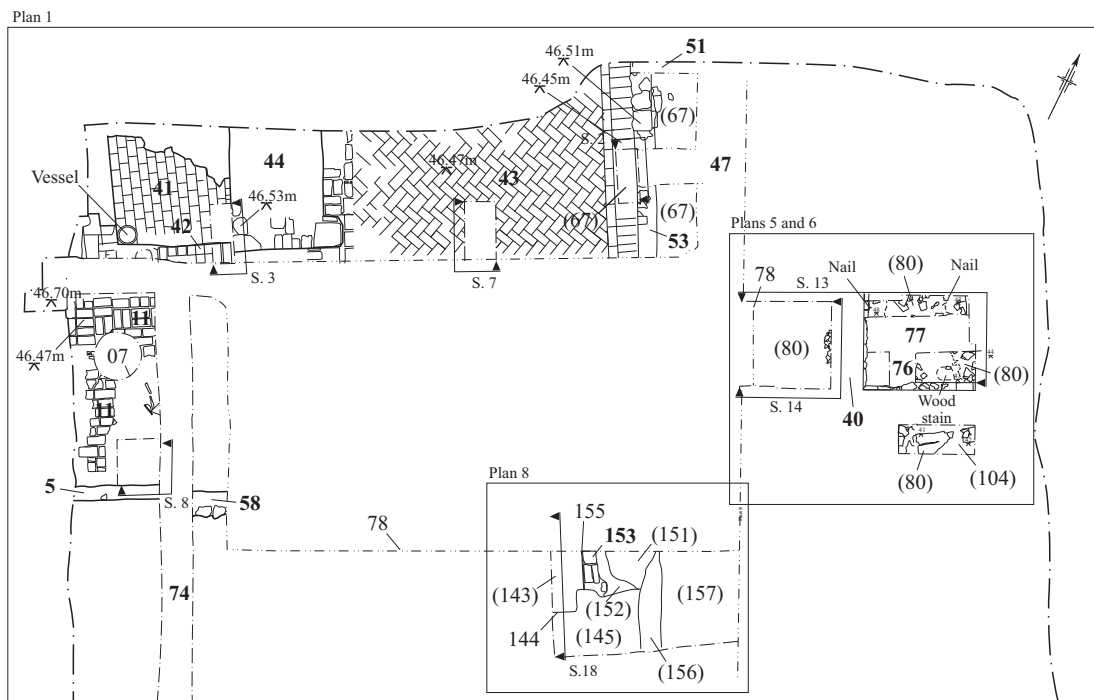 Plan 1
46.51m
51
46.45m
(67)
S. 2
44
41
46.47m
43
47
Vessel
46.53m
42
(67)
(67)
53
S. 3
S. 7
Plans 5 and 6
Nail
(80)
Nail
78
S. 13
46.70m
11
77
46.47m
07
(80)
76
(80)
Wood
stain
S. 14
40
11
41
(80)
(104)
5
S. 8
58
Plan 8
78
155
153
(151)
74
(143)
(152)
(157)
144
(145)
S.18
(156)